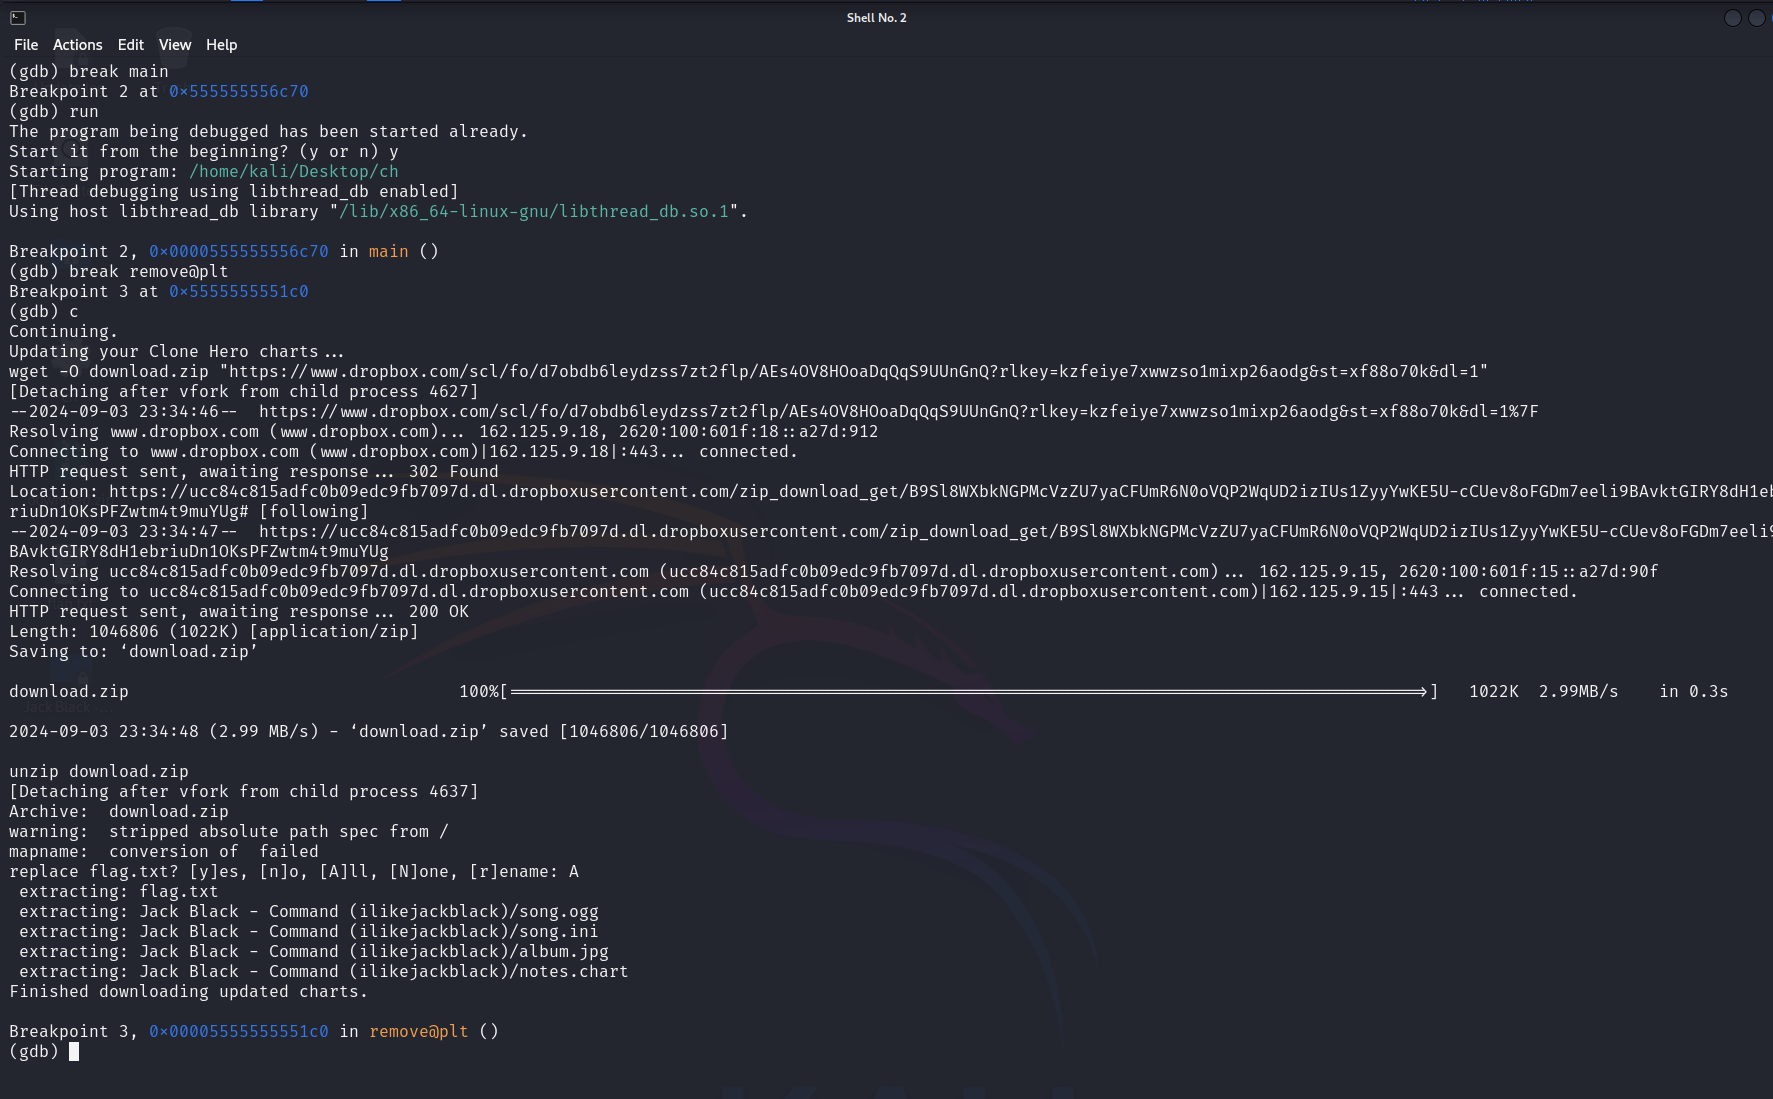 Shell No. 2
File Actions Edit View Help
(gdb) break main
Breakpoint 2 at 0×555555556c70
(gdb) run
The program being debugged has been started already.
Start it from the beginning? (y or n) y
Starting program: /home/kali/Desktop/ch
[Thread debugging using libthread_db enabled]
Using host libthread_db library "/lib/x86_64-linux-gnu/libthread_db.so.1".
Breakpoint 2, 0×0000555555556c70 in main ()
(gdb) break remove@plt
Breakpoint 3 at 0×5555555551c0
(gdb) c
Continuing.
Updating your Clone Hero charts...
wget -O download.zip "https://www.dropbox.com/scl/fo/d7obdb6leydzss7zt2flp/AEs4OV8HOoaDqQqS9UUnGnQ?rlkey=kzfeiye7xwwzso1mixp26aodg&st=xf88o70k&dl=1"
[Detaching after vfork from child process 4627]
--2024-09-03 23:34:46-- https://www.dropbox.com/scl/fo/d7obdb6leydzss7zt2flp/AEs4OV8HOoaDqQqS9UUnGnQ?rlkey=kzfeiye7xwwzso1mixp26aodg&st=xf88o70k&dl=1%7F
Resolving www.dropbox.com (www.dropbox.com)... 162.125.9.18, 2620:100:601f:18::a27d:912
Connecting to www.dropbox.com (www.dropbox.com)|162.125.9.18|:443... connected.
HTTP request sent, awaiting response... 302 Found
Location: https://ucc84c815adfc0b09edc9fb7097d.dl.dropboxusercontent.com/zip_download_get/B9Sl8WXbkNGPMcVzZU7yaCFUmR6N0oVQP2WqUD2izIUs1ZyyYwKE5U-cCUev8oFGDm7eeli9BAvktGIRY8dH1eb
riuDn1OKsPFZwtm4t9muYUg# [following]
--2024-09-03 23:34:47-- https://ucc84c815adfc0b09edc9fb7097d.dl.dropboxusercontent.com/zip_download_get/B9Sl8WXbkNGPMcVzZU7yaCFUmR6N0oVQP2WqUD2izIUs1ZyyYwKE5U-cCUev8oFGDm7eeli9
BAvktGIRY8dH1ebriuDn1OKsPFZwtm4t9muYUg
Resolving ucc84c815adfc0b09edc9fb7097d.dl.dropboxusercontent.com (ucc84c815adfc0b09edc9fb7097d.dl.dropboxusercontent.com)... 162.125.9.15, 2620:100:601f:15::a27d:90f
Connecting to ucc84c815adfc0b09edc9fb7097d.dl.dropboxusercontent.com (ucc84c815adfc0b09edc9fb7097d.dl.dropboxusercontent.com)|162.125.9.15|:443... connected.
HTTP request sent, awaiting response... 200 OK
Length: 1046806 (1022K) [application/zip]
Saving to: ‘download.zip’
download.zip 100%[===========================================================================================>] 1022K 2.99MB/s in 0.3s
2024-09-03 23:34:48 (2.99 MB/s) - ‘download.zip’ saved [1046806/1046806]
unzip download.zip
[Detaching after vfork from child process 4637]
Archive: download.zip
warning: stripped absolute path spec from /
mapname: conversion of failed
replace flag.txt? [y]es, [n]o, [A]ll, [N]one, [r]ename: A
extracting: flag.txt
extracting: Jack Black - Command (ilikejackblack)/song.ogg
extracting: Jack Black - Command (ilikejackblack)/song.ini
extracting: Jack Black - Command (ilikejackblack)/album.jpg
extracting: Jack Black - Command (ilikejackblack)/notes.chart
Finished downloading updated charts.
Breakpoint 3, 0×00005555555551c0 in remove@plt ()
(gdb)